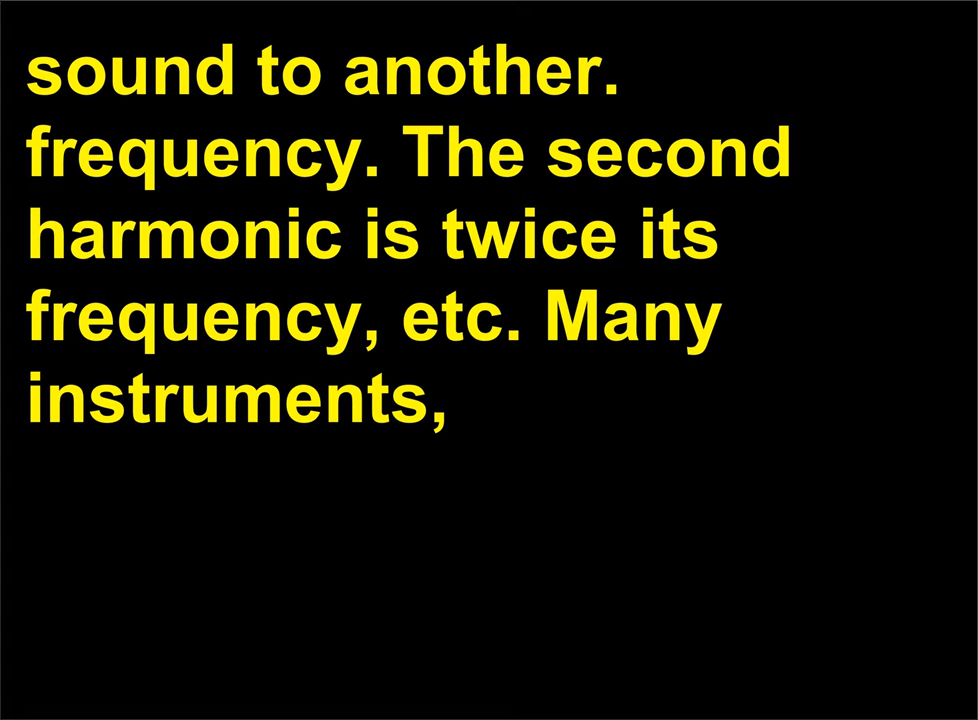 sound to another.
frequency. The second
harmonic is twice its
frequency, etc. Many
instruments,